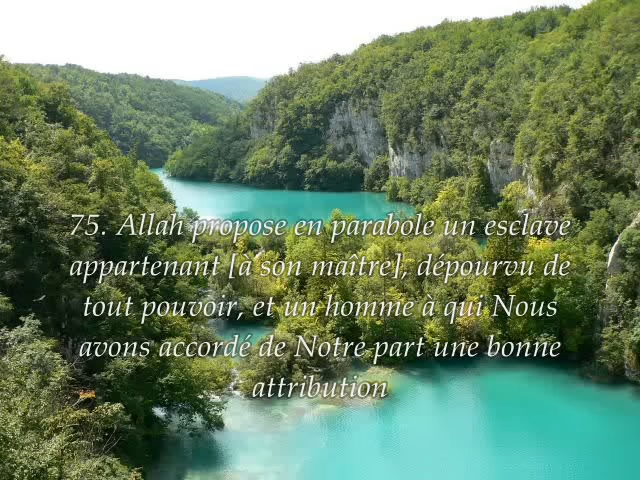 75. Allah propose en parabole un esclave
appartenant [à son maître], dépourvu de
tout pouvoir, et un homme à qui Nous
avons accordé de Notre part une bonne
attribution